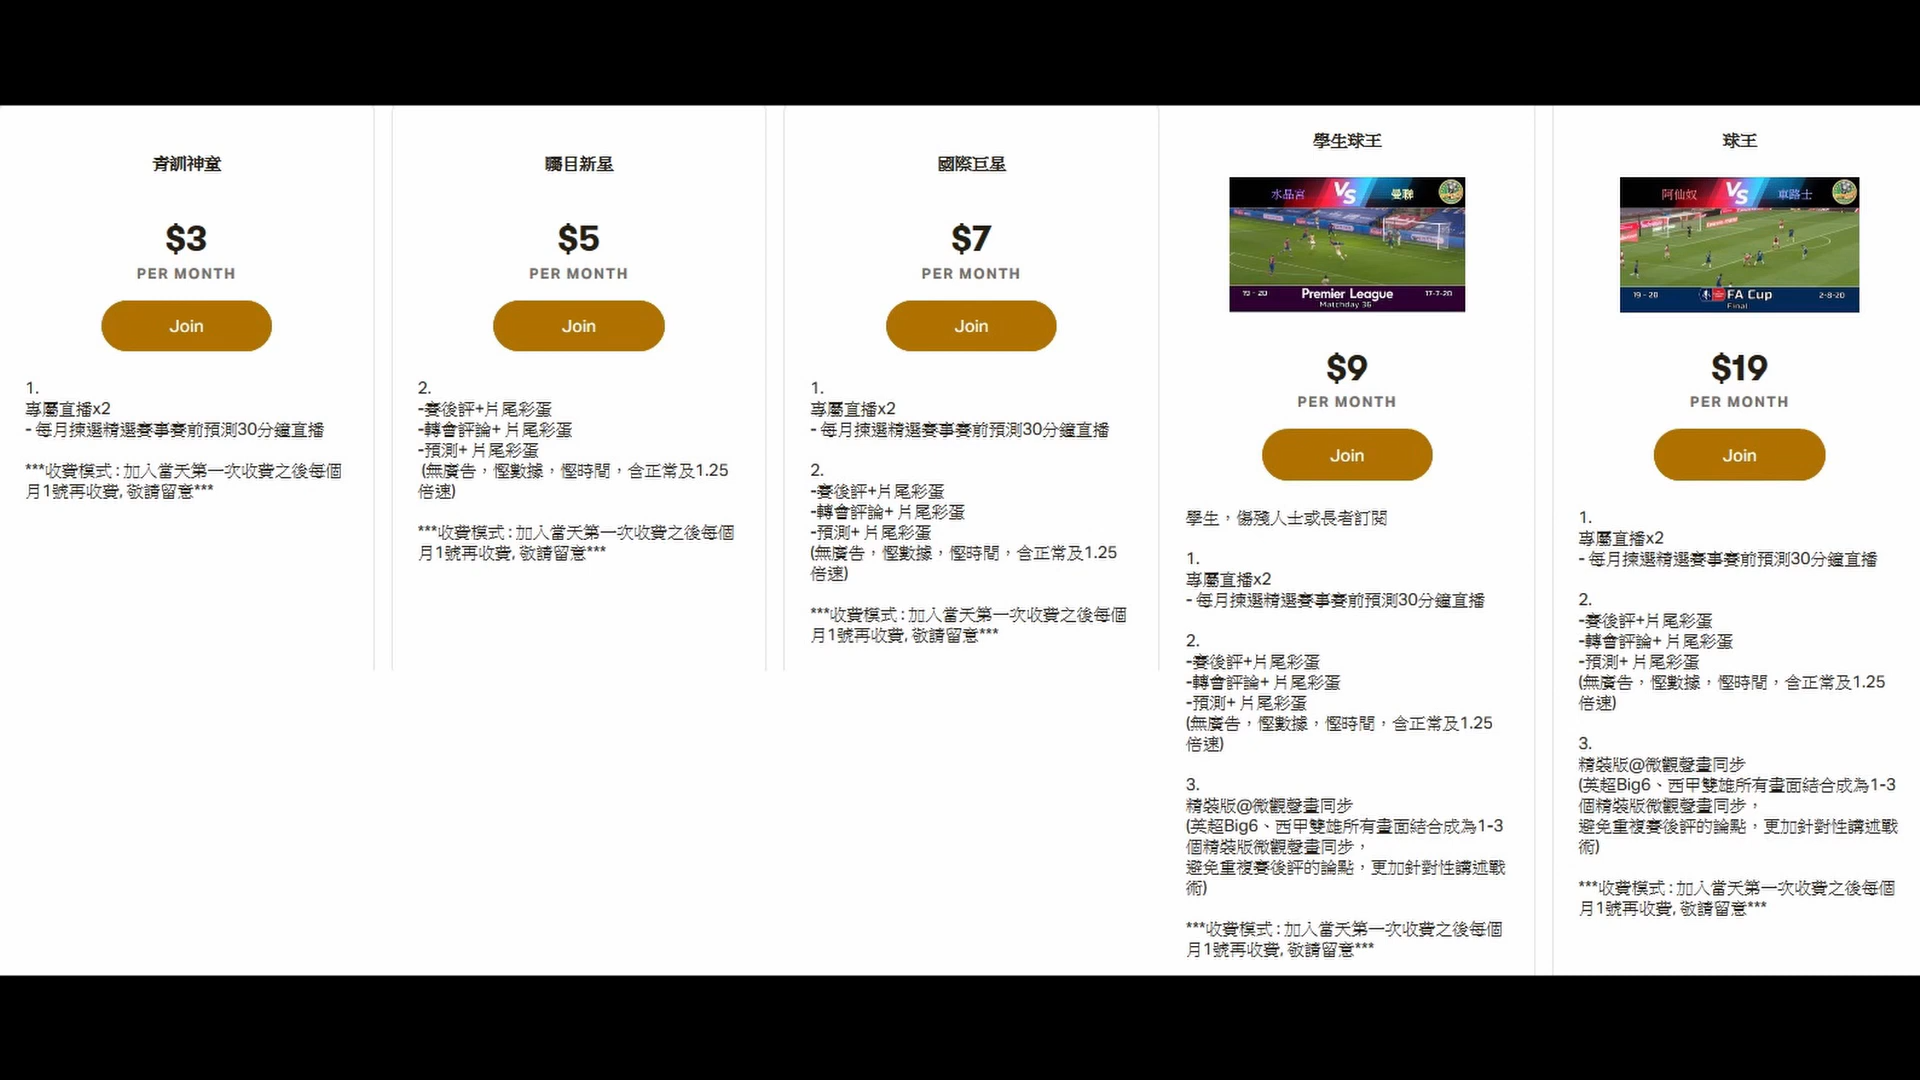 青訓神童
$3
PER MONTH
Join
1.
專屬直播x2
- 每月揀選精選賽事賽前預測30分鐘直播
***收費模式 : 加入當天第一次收費之後每個
月1號再收費, 敬請留意***
矚目新星
$5
PER MONTH
Join
2.
-賽後評+片尾彩蛋
-轉會評論+ 片尾彩蛋
-預測+ 片尾彩蛋
(無廣告，慳數據，慳時間，含正常及1.25
倍速)
***收費模式 : 加入當天第一次收費之後每個
月1號再收費, 敬請留意***
國際巨星
$7
PER MONTH
Join
1.
專屬直播x2
- 每月揀選精選賽事賽前預測30分鐘直播
2.
-賽後評+片尾彩蛋
-轉會評論+ 片尾彩蛋
-預測+ 片尾彩蛋
(無廣告，慳數據，慳時間，含正常及1.25
倍速)
***收費模式 : 加入當天第一次收費之後每個
月1號再收費, 敬請留意***
學生球王
水晶宮 VS 曼聯
19 - 20 Premier League 17-7-20
Matchday 36
$9
PER MONTH
Join
學生，傷殘人士或長者訂閱
1.
專屬直播x2
- 每月揀選精選賽事賽前預測30分鐘直播
2.
-賽後評+片尾彩蛋
-轉會評論+ 片尾彩蛋
-預測+ 片尾彩蛋
(無廣告，慳數據，慳時間，含正常及1.25
倍速)
3.
精裝版@微觀聲畫同步
(英超Big6、西甲雙雄所有畫面結合成為1-3
個精裝版微觀聲畫同步，
避免重複賽後評的論點，更加針對性講述戰
術)
***收費模式 : 加入當天第一次收費之後每個
月1號再收費, 敬請留意***
球王
阿仙奴 VS 車路士
19 - 20 FA Cup 2-8-20
Final
$19
PER MONTH
Join
1.
專屬直播x2
- 每月揀選精選賽事賽前預測30分鐘直播
2.
-賽後評+片尾彩蛋
-轉會評論+ 片尾彩蛋
-預測+ 片尾彩蛋
(無廣告，慳數據，慳時間，含正常及1.25
倍速)
3.
精裝版@微觀聲畫同步
(英超Big6、西甲雙雄所有畫面結合成為1-3
個精裝版微觀聲畫同步，
避免重複賽後評的論點，更加針對性講述戰
術)
***收費模式 : 加入當天第一次收費之後每個
月1號再收費, 敬請留意***